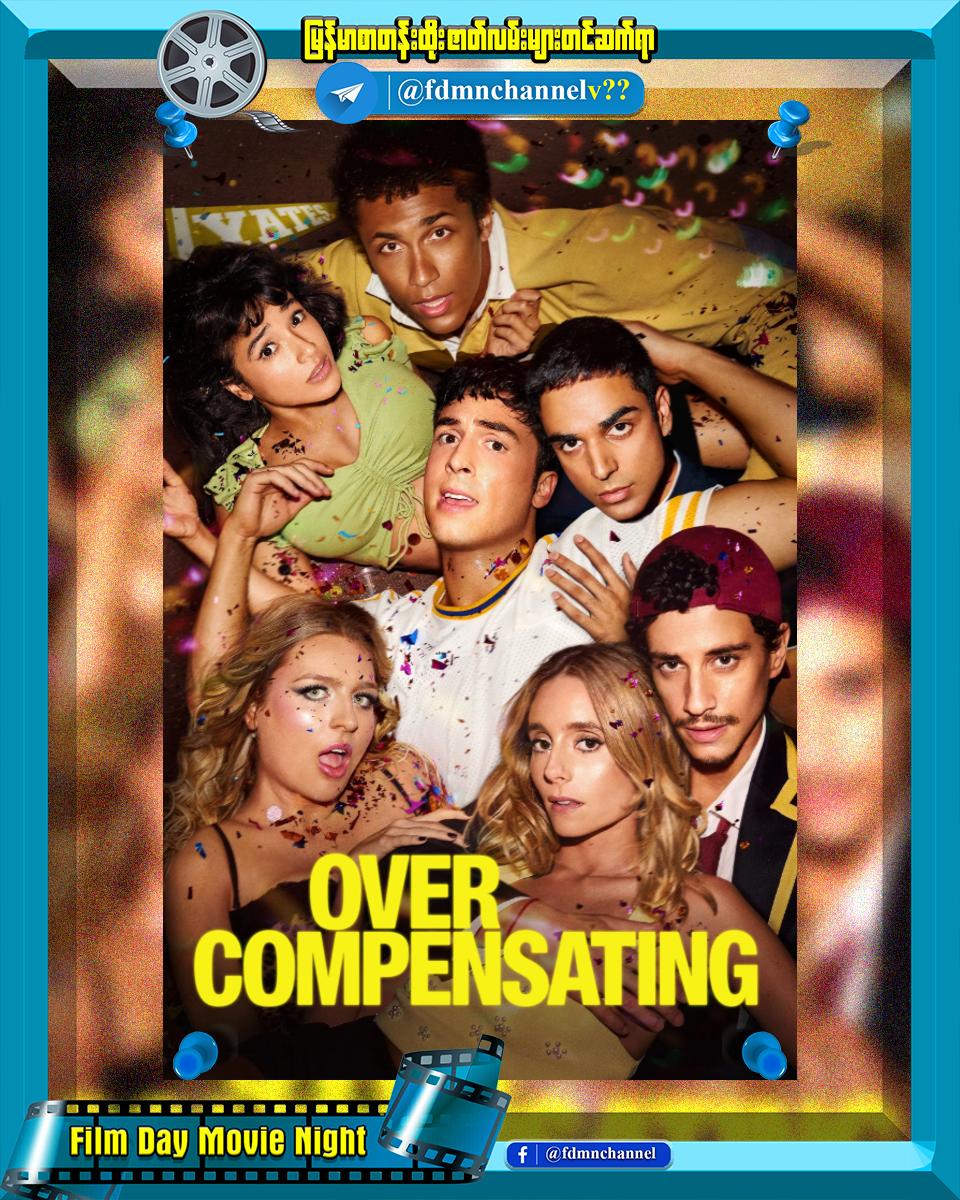 မြန်မာစာတန်းထိုးဇာတ်လမ်းများတင်ဆက်ရာ
@fdmnchannelv??
YATES
OVER
COMPENSATING
Film Day Movie Night
f @fdmnchannel